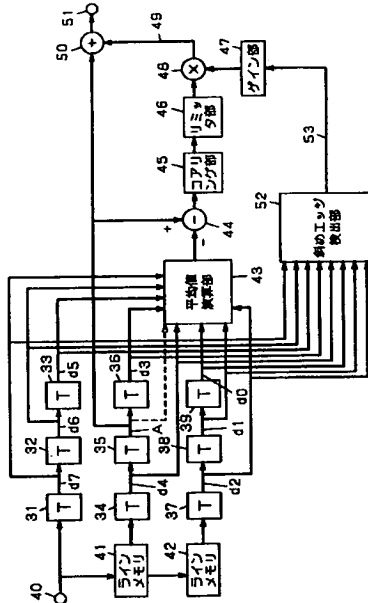 51
50
49
48
47
ゲイン部
46
リミッタ部
45
コアリング部
44
53
52
斜めエッジ検出部
43
平均値演算部
33
T
d5
36
T
d3
39
T
d0
32
T
d6
35
T
A
38
T
d1
31
T
d7
34
T
d4
37
T
d2
41
ラインメモリ
42
ラインメモリ
40
+
+
−
−
×